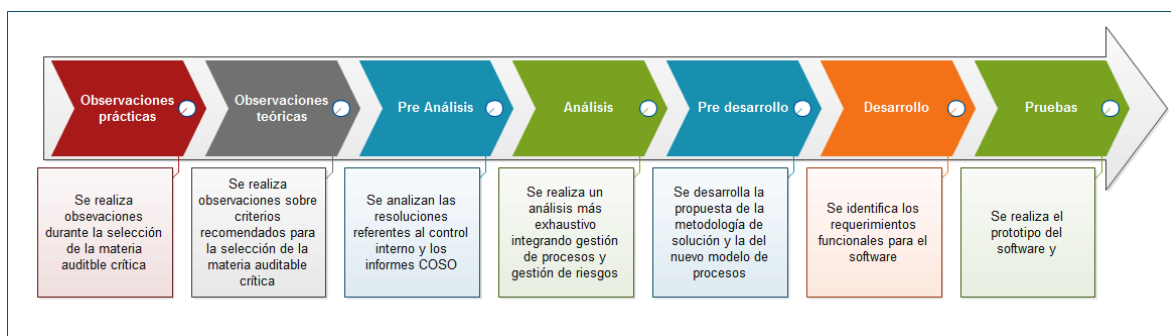 Observaciones
prácticas
Observaciones
teóricas
Pre Análisis
Análisis
Pre desarrollo
Desarrollo
Pruebas
Se realiza
obsevaciones
durante la selección
de la materia
auditble crítica
Se realiza
observaciones sobre
criterios
recomendados para
la selección de la
materia auditable
crítica
Se analizan las
resoluciones
referentes al control
interno y los
informes COSO
Se realiza un
análisis más
exhaustivo
integrando gestión
de procesos y
gestión de riesgos
Se desarrolla la
propuesta de la
metodología de
solución y la del
nuevo modelo de
procesos
Se identifica los
requerimientos
funcionales para el
software
Se realiza el
prototipo del
software y